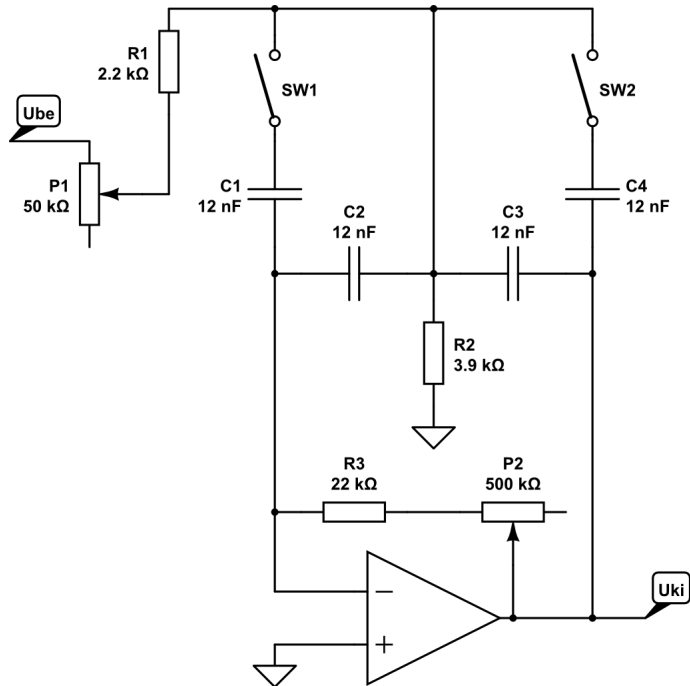 R1
2.2 kΩ
SW1
SW2
Ube
P1
50 kΩ
C1
12 nF
C2
12 nF
C3
12 nF
C4
12 nF
R2
3.9 kΩ
R3
22 kΩ
P2
500 kΩ
Uki